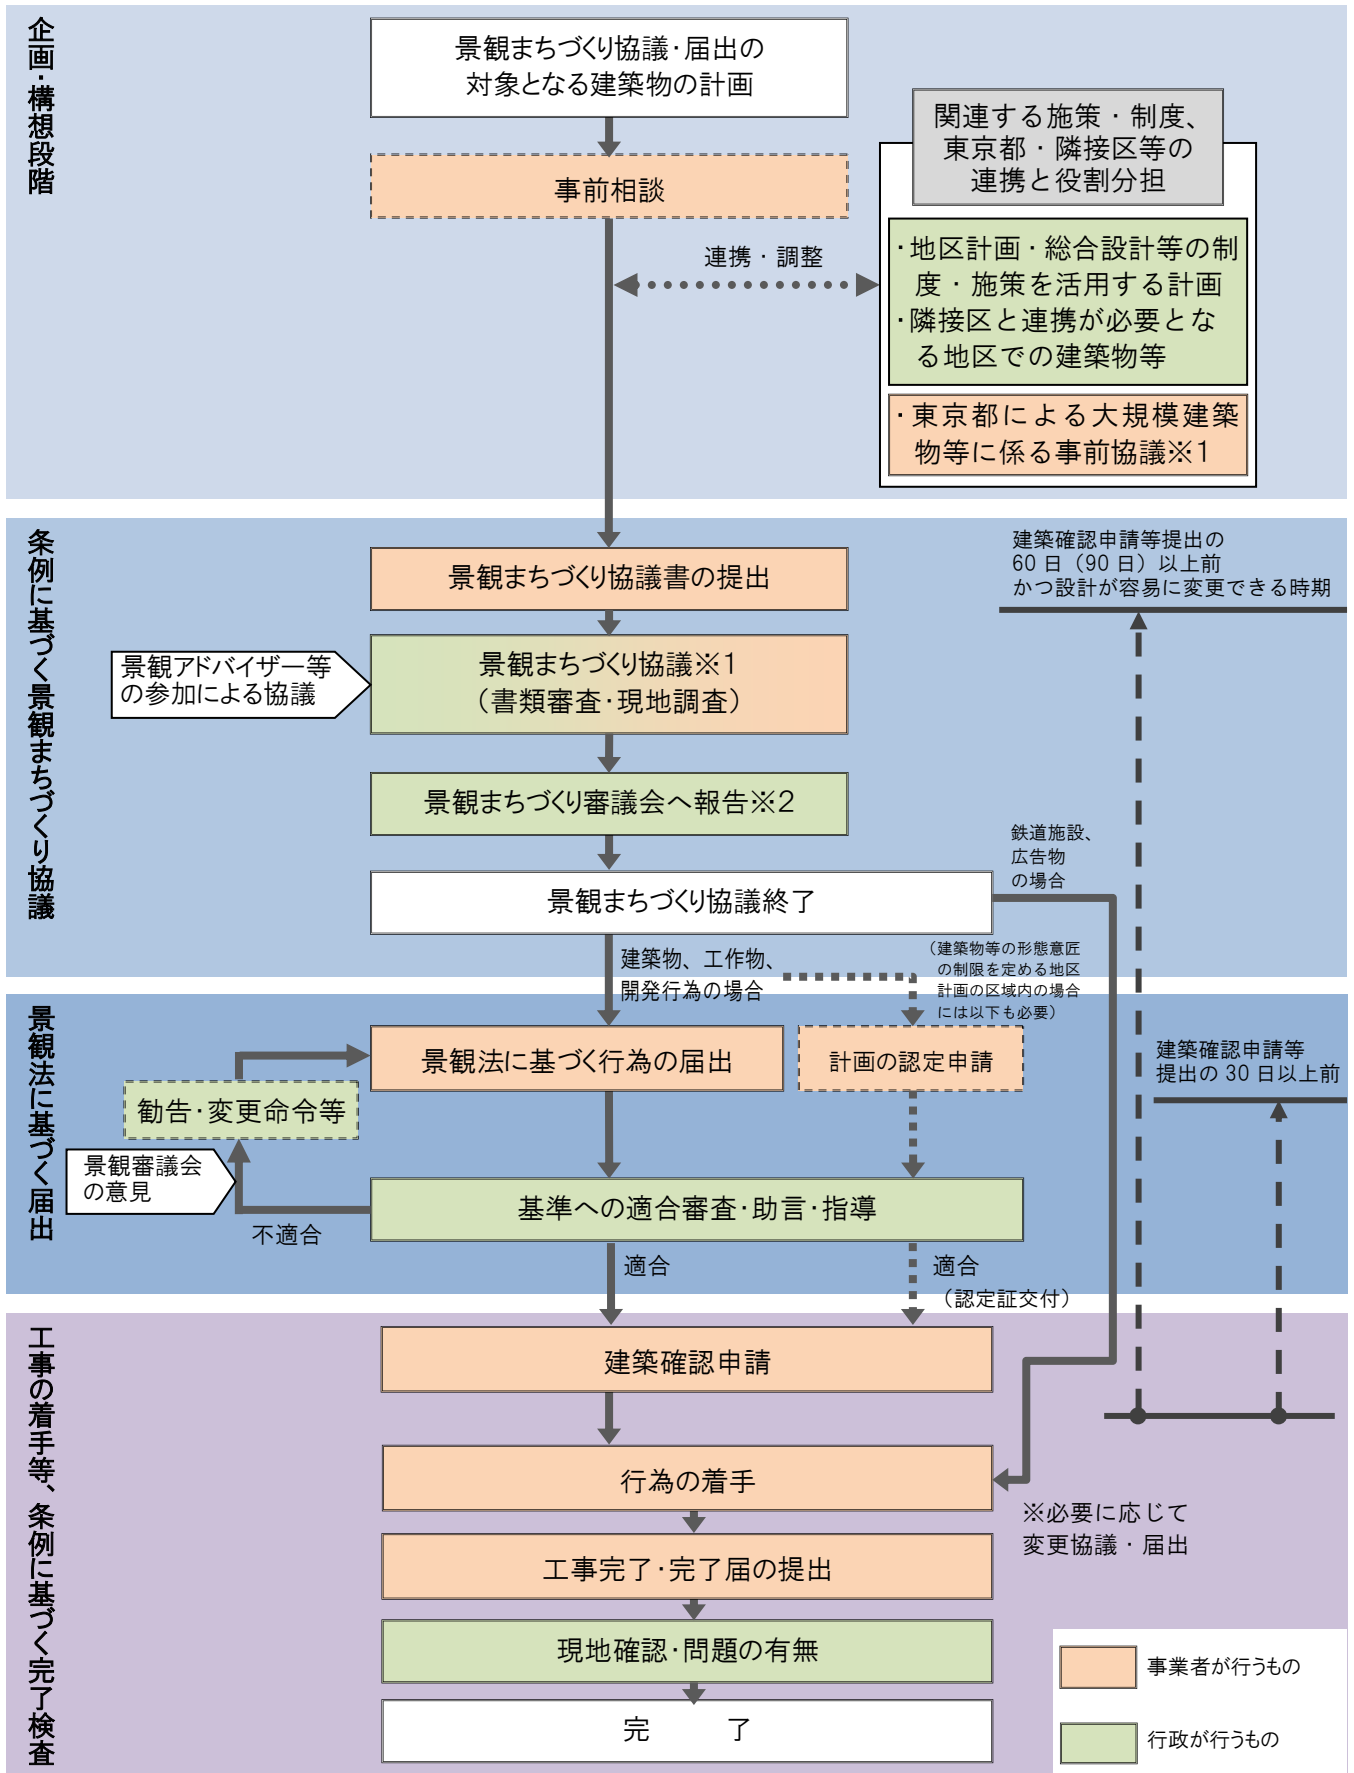 企画・構想段階
景観まちづくり協議・届出の
対象となる建築物の計画
事前相談
連携・調整
関連する施策・制度、
東京都・隣接区等の
連携と役割分担
・地区計画・総合設計等の制
度・施策を活用する計画
・隣接区と連携が必要とな
る地区での建築物等
・東京都による大規模建築
物等に係る事前協議※1
条例に基づく景観まちづくり協議
建築確認申請等提出の
60日（90日）以上前
かつ設計が容易に変更できる時期
景観まちづくり協議書の提出
景観アドバイザー等
の参加による協議
景観まちづくり協議※1
（書類審査・現地調査）
景観まちづくり審議会へ報告※2
鉄道施設、
広告物
の場合
景観まちづくり協議終了
建築物、工作物、
開発行為の場合
（建築物等の形態意匠
の制限を定める地区
計画の区域内の場合
には以下も必要）
景観法に基づく届出
景観法に基づく行為の届出
計画の認定申請
建築確認申請等
提出の30日以上前
勧告・変更命令等
景観審議会
の意見
基準への適合審査・助言・指導
不適合
適合
適合
（認定証交付）
工事の着手等、条例に基づく完了検査
建築確認申請
行為の着手
※必要に応じて
変更協議・届出
工事完了・完了届の提出
現地確認・問題の有無
完　　了
事業者が行うもの
行政が行うもの